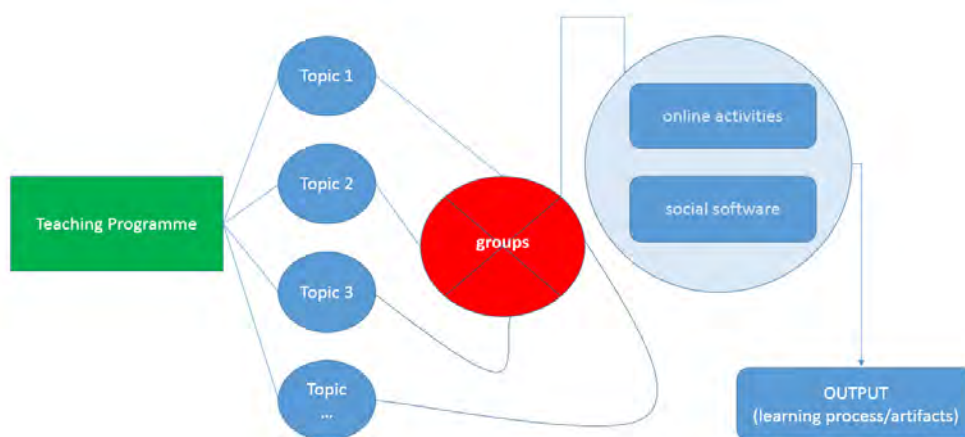 Teaching Programme
Topic 1
Topic 2
Topic 3
Topic
...
groups
online activities
social software
OUTPUT
(learning process/artifacts)